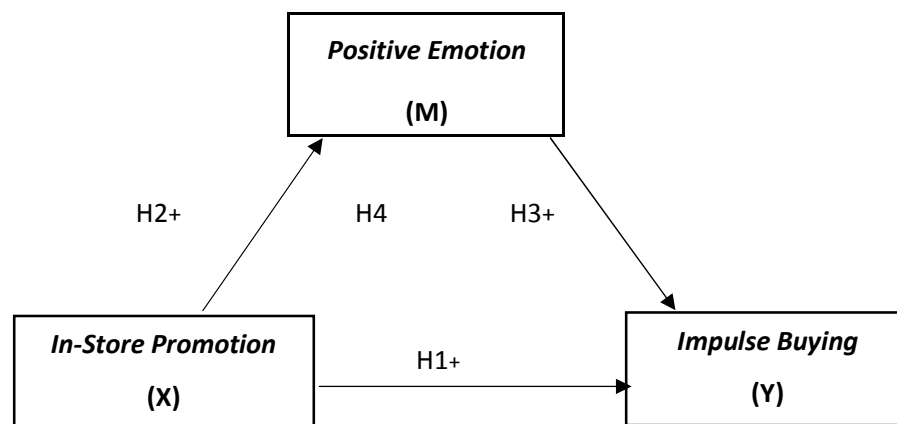 Positive Emotion
(M)
H2+
H4
H3+
In-Store Promotion
(X)
H1+
Impulse Buying
(Y)